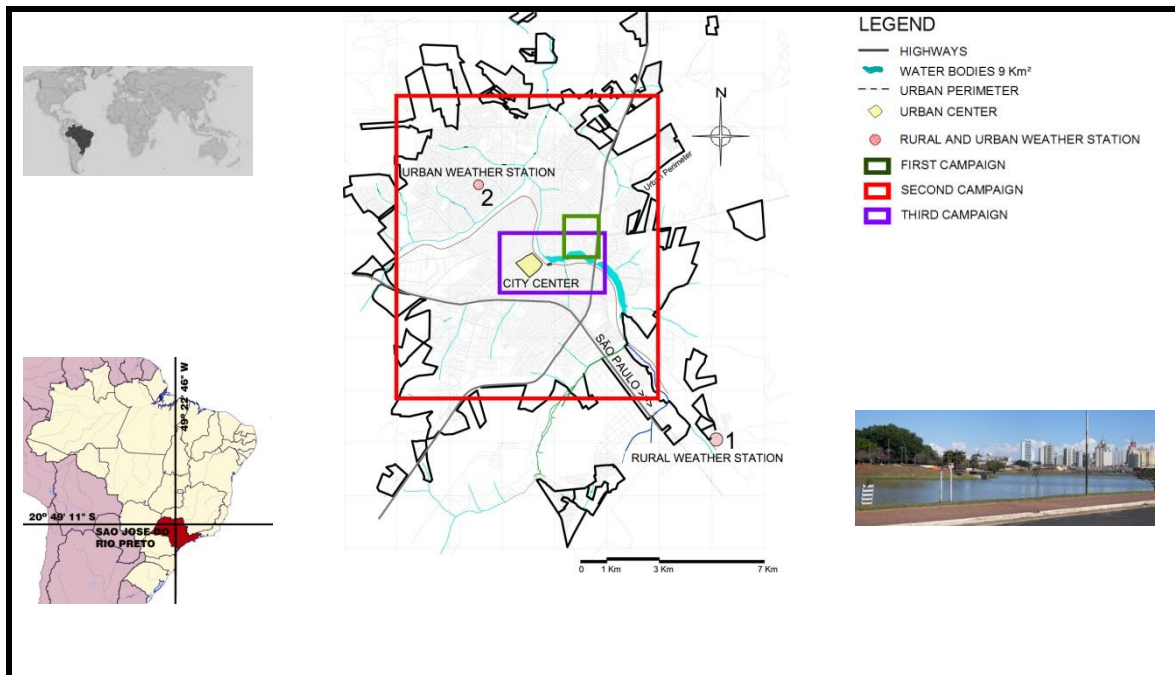 LEGEND
HIGHWAYS
WATER BODIES 9 Km²
URBAN PERIMETER
URBAN CENTER
RURAL AND URBAN WEATHER STATION
FIRST CAMPAIGN
SECOND CAMPAIGN
THIRD CAMPAIGN
N
Urban Perimeter
URBAN WEATHER STATION
2
CITY CENTER
SÃO PAULO >>>
1
RURAL WEATHER STATION
0 1 Km 3 Km 7 Km
49º 22' 46" W
20º 49' 11" S
SAO JOSE DO
RIO PRETO